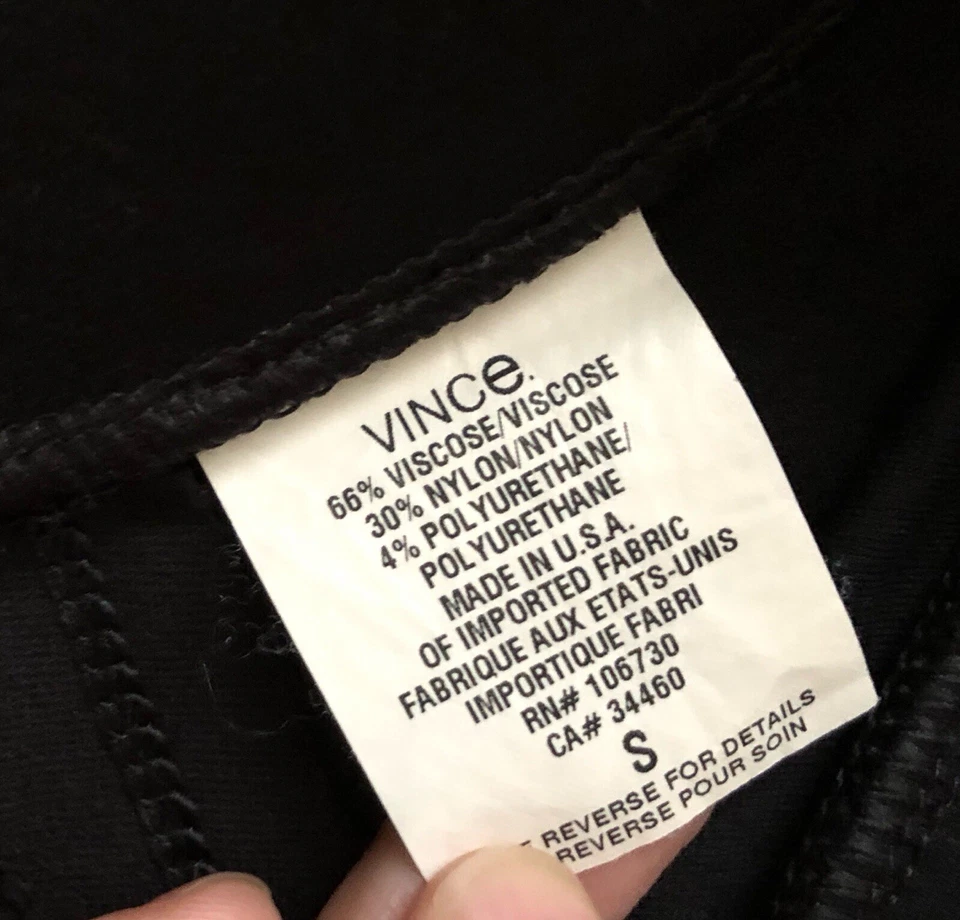 VINCe.
66% VISCOSE/VISCOSE
30% NYLON/NYLON
4% POLYURETHANE/
POLYURETHANE
MADE IN U.S.A.
OF IMPORTED FABRIC
FABRIQUE AUX ETATS-UNIS
IMPORTIQUE FABRI
RN# 106730
CA# 34460
S
REVERSE FOR DETAILS
REVERSE POUR SOIN